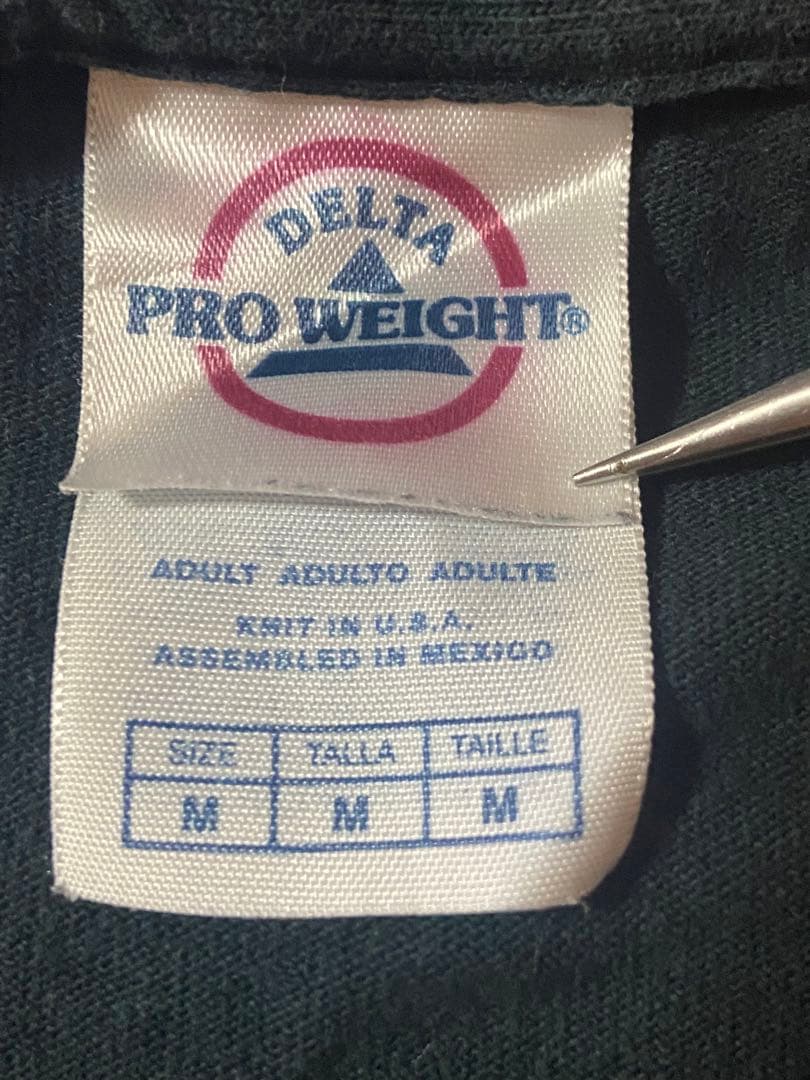 DELTA
PRO WEIGHT®
ADULT ADULTO ADULTE
KNIT IN U.S.A.
ASSEMBLED IN MEXICO
SIZE TALLA TAILLE
M M M